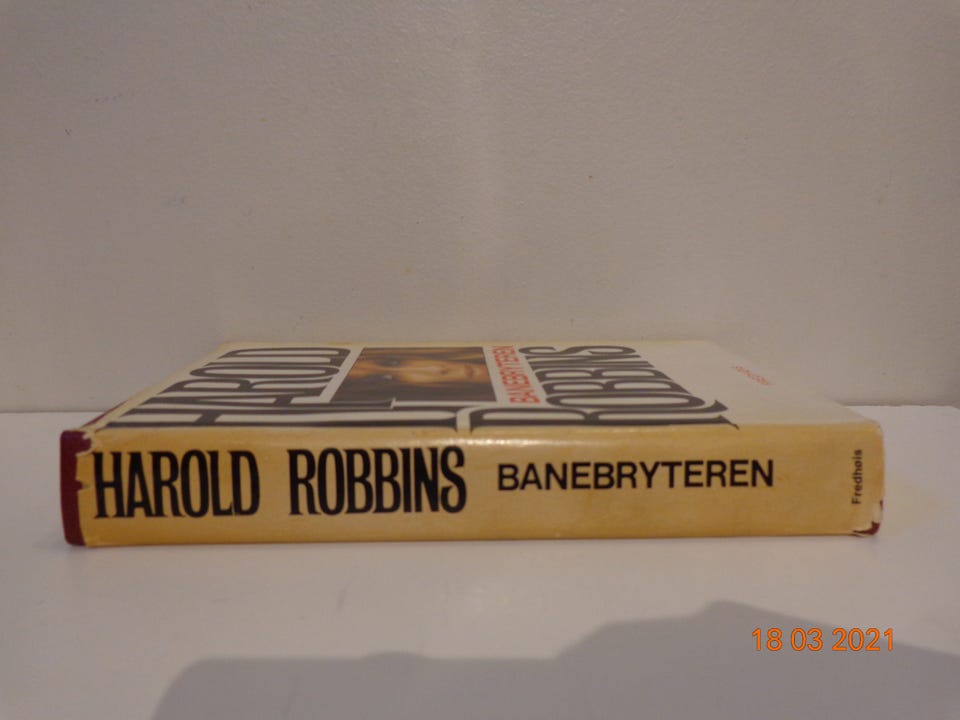 HAROLD
ROBBINS
BANEBRYTEREN
HAROLD ROBBINS BANEBRYTEREN Fredhøis
18 03 2021